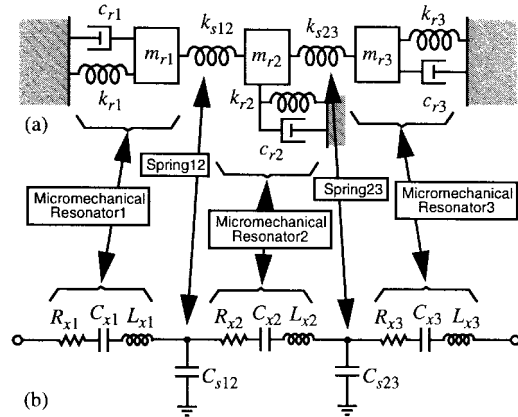 c_{r1}
k_{s12}
k_{s23}
k_{r3}
m_{r1}
m_{r2}
m_{r3}
k_{r1}
k_{r2}
c_{r3}
(a)
c_{r2}
Spring12
Spring23
Micromechanical
Resonator1
Micromechanical
Resonator2
Micromechanical
Resonator3
R_{x1}
C_{x1}
L_{x1}
R_{x2}
C_{x2}
L_{x2}
R_{x3}
C_{x3}
L_{x3}
C_{s12}
C_{s23}
(b)